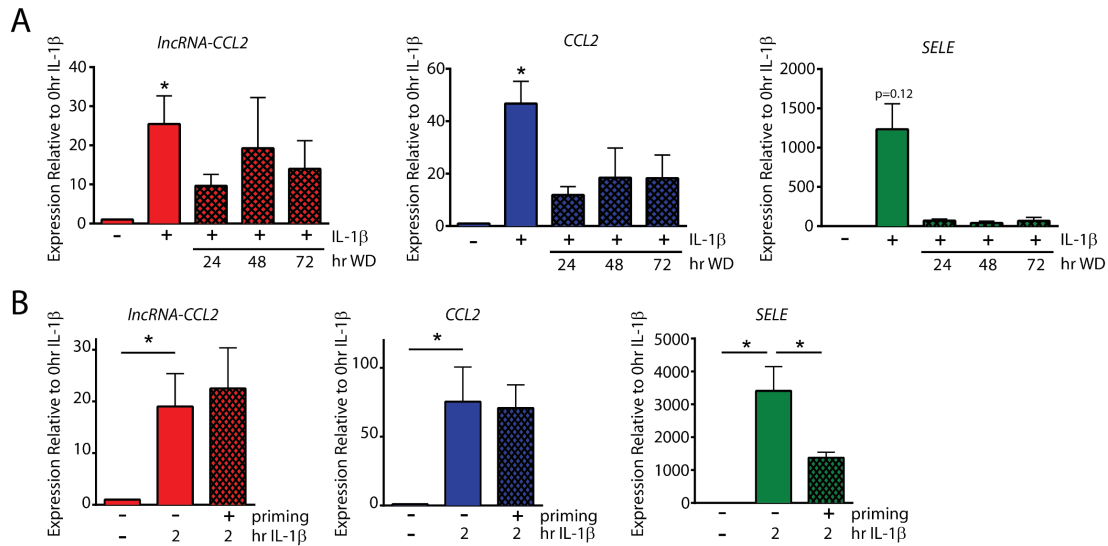 A
lncRNA-CCL2
Expression Relative to 0hr IL-1β
40
30
20
10
0
*
- + + + + IL-1β
24 48 72 hr WD
CCL2
Expression Relative to 0hr IL-1β
60
40
20
0
*
- + + + + IL-1β
24 48 72 hr WD
SELE
Expression Relative to 0hr IL-1β
2000
1500
1000
500
0
p=0.12
- + + + + IL-1β
24 48 72 hr WD
B
lncRNA-CCL2
Expression Relative to 0hr IL-1β
30
20
10
0
*
- - + priming
- 2 2 hr IL-1β
CCL2
Expression Relative to 0hr IL-1β
100
50
0
*
- - + priming
- 2 2 hr IL-1β
SELE
Expression Relative to 0hr IL-1β
5000
4000
3000
2000
1000
0
* *
- - + priming
- 2 2 hr IL-1β